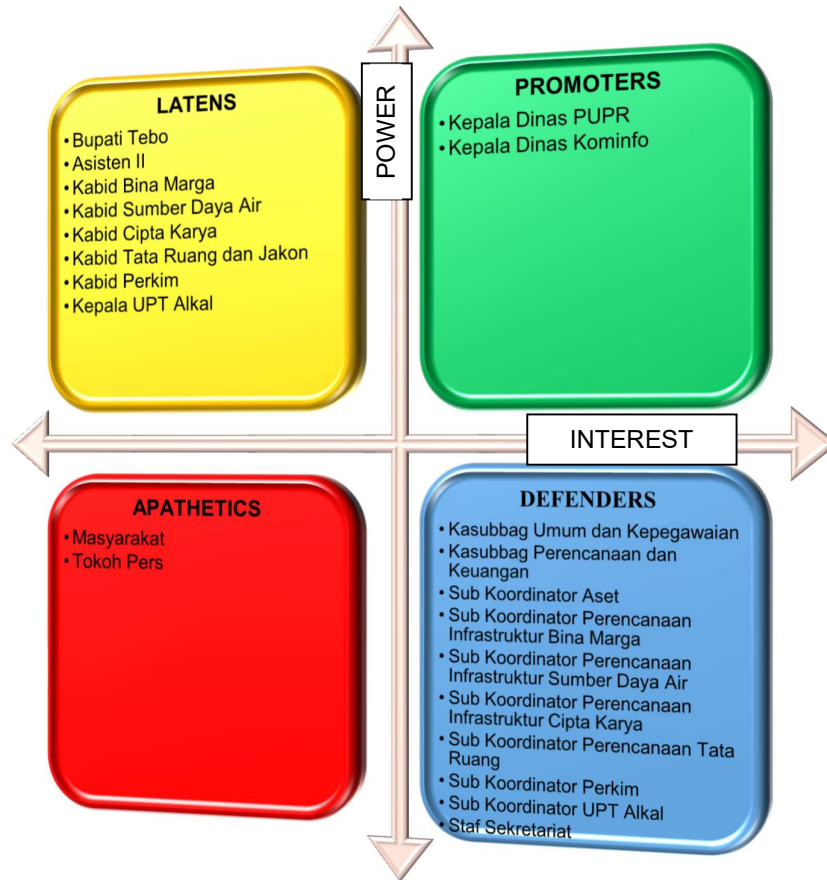 POWER
LATENS
• Bupati Tebo
• Asisten II
• Kabid Bina Marga
• Kabid Sumber Daya Air
• Kabid Cipta Karya
• Kabid Tata Ruang dan Jakon
• Kabid Perkim
• Kepala UPT Alkal
PROMOTERS
• Kepala Dinas PUPR
• Kepala Dinas Kominfo
INTEREST
APATHETICS
• Masyarakat
• Tokoh Pers
DEFENDERS
• Kasubbag Umum dan Kepegawaian
• Kasubbag Perencanaan dan
Keuangan
• Sub Koordinator Aset
• Sub Koordinator Perencanaan
Infrastruktur Bina Marga
• Sub Koordinator Perencanaan
Infrastruktur Sumber Daya Air
• Sub Koordinator Perencanaan
Infrastruktur Cipta Karya
• Sub Koordinator Perencanaan Tata
Ruang
• Sub Koordinator Perkim
• Sub Koordinator UPT Alkal
• Staf Sekretariat